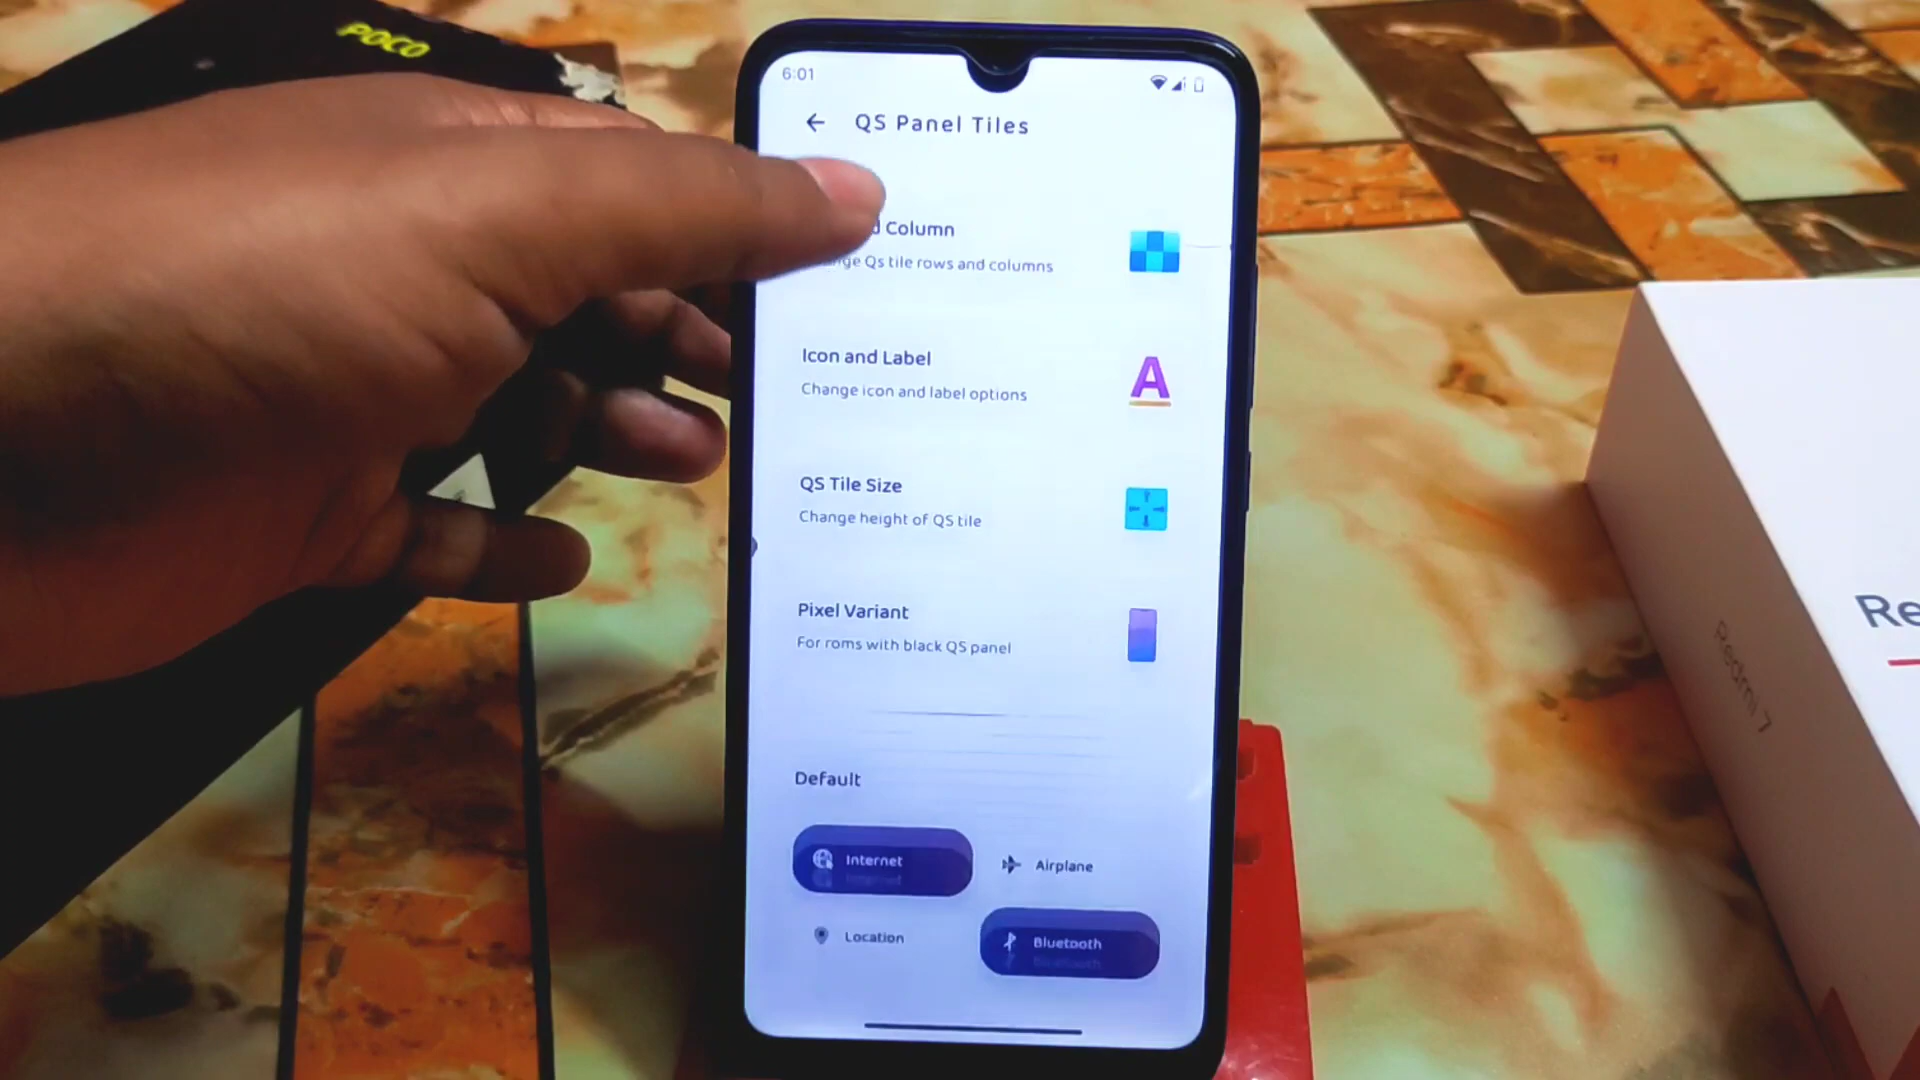 POCO
6:01
QS Panel Tiles
Column
Qs tile rows and columns
Icon and Label
Change icon and label options
QS Tile Size
Change height of QS tile
Pixel Variant
For roms with black QS panel
Default
Internet
Airplane
Location
Bluetooth
Redmi 7
Re